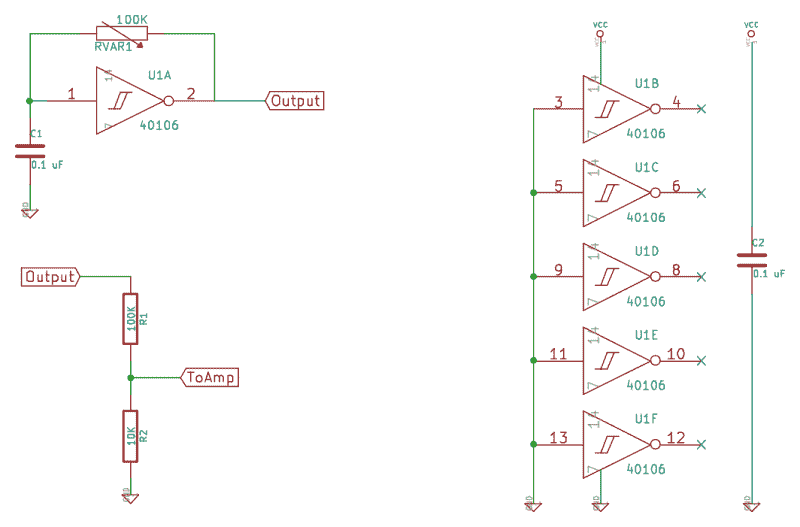 100K
RVAR1
U1A
14
1
2
Output
7
40106
C1
0.1 uF
GND
Output
100K
R1
ToAmp
10K
R2
GND
VCC
VCC
U1B
14
3
4
7
40106
U1C
14
5
6
7
40106
U1D
14
9
8
7
40106
C2
0.1 uF
U1E
14
11
10
7
40106
U1F
14
13
12
7
40106
GND
GND
GND